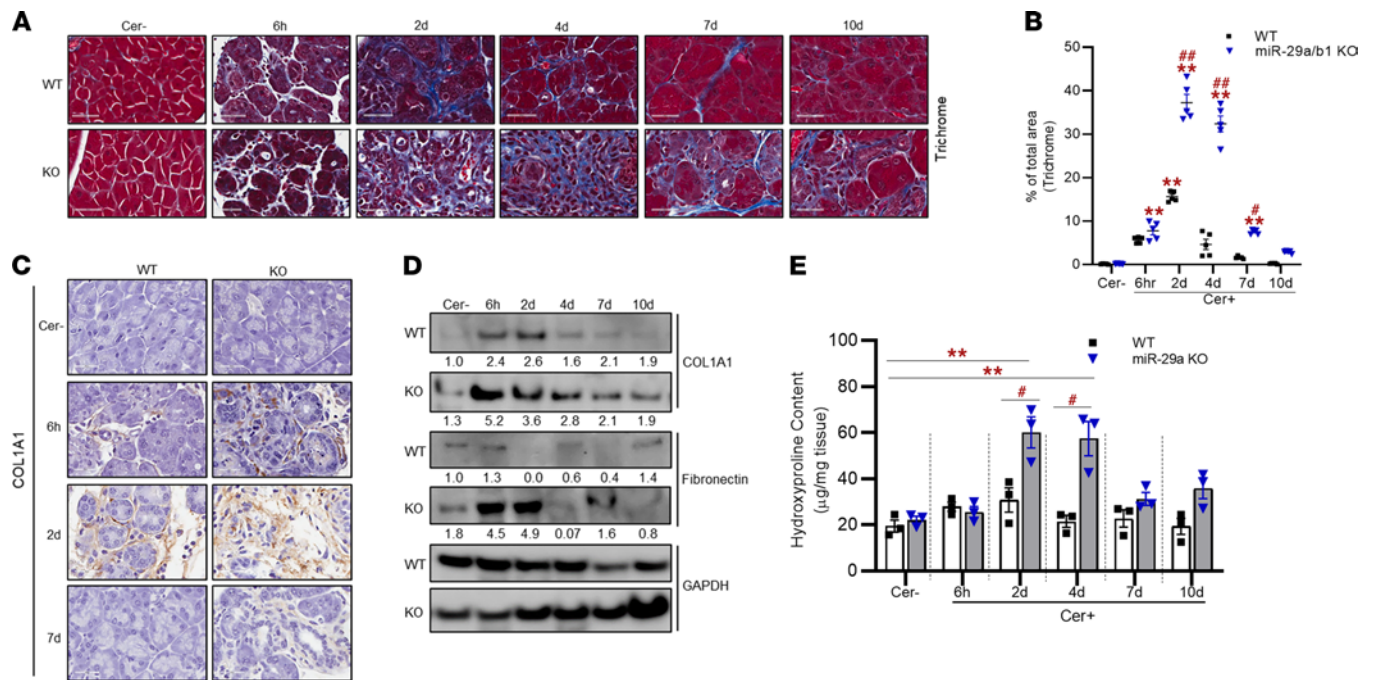 A
Cer- 6h 2d 4d 7d 10d
WT
KO
Trichrome
B
WT
miR-29a/b1 KO
% of total area
(Trichrome)
50
40
30
20
10
0
##
**
##
**
**
**
#
**
Cer- 6hr 2d 4d 7d 10d
Cer+
C
WT KO
COL1A1
Cer-
6h
2d
7d
D
Cer- 6h 2d 4d 7d 10d
WT
1.0 2.4 2.6 1.6 2.1 1.9
COL1A1
KO
1.3 5.2 3.6 2.8 2.1 1.9
WT
1.0 1.3 0.0 0.6 0.4 1.4
Fibronectin
KO
1.8 4.5 4.9 0.07 1.6 0.8
WT
GAPDH
KO
E
WT
miR-29a KO
Hydroxyproline Content
(µg/mg tissue)
100
80
60
40
20
0
**
**
# #
Cer- 6h 2d 4d 7d 10d
Cer+